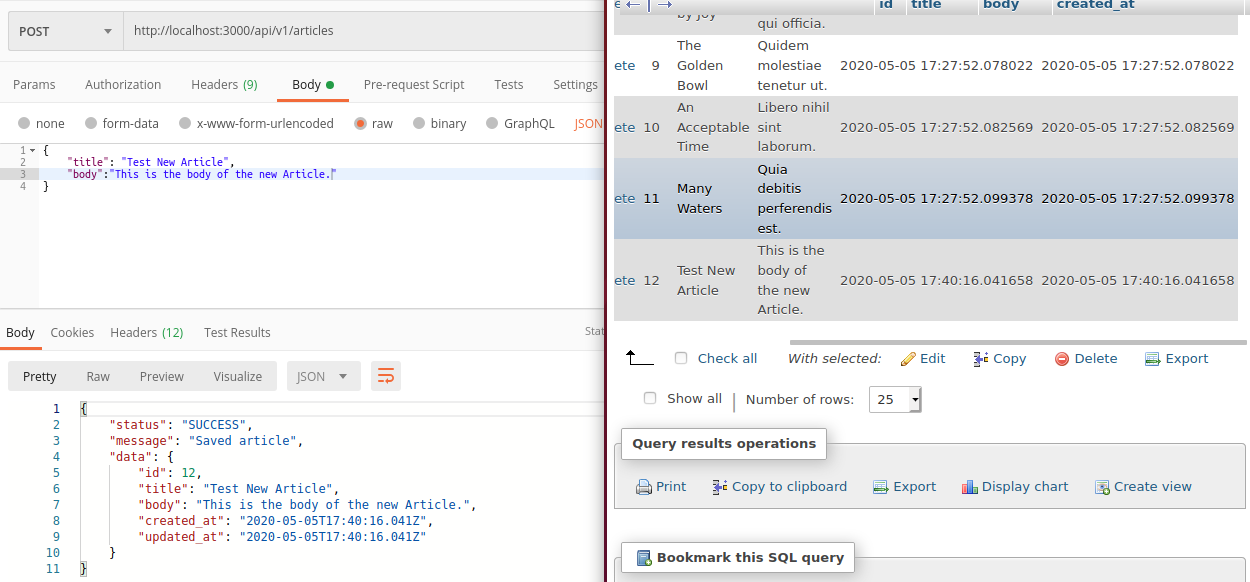 POST
http://localhost:3000/api/v1/articles
Params Authorization Headers (9) Body Pre-request Script Tests Settings
none form-data x-www-form-urlencoded raw binary GraphQL JSON
1 {
2 "title": "Test New Article",
3 "body":"This is the body of the new Article."
4 }
Body Cookies Headers (12) Test Results Stat
Pretty Raw Preview Visualize JSON
1 {
2 "status": "SUCCESS",
3 "message": "Saved article",
4 "data": {
5 "id": 12,
6 "title": "Test New Article",
7 "body": "This is the body of the new Article.",
8 "created_at": "2020-05-05T17:40:16.041Z",
9 "updated_at": "2020-05-05T17:40:16.041Z"
10 }
11 }
e ← | → id title body created_at
by Joy
qui officia.
ete 9
The
Golden
Bowl
Quidem
molestiae
tenetur ut.
2020-05-05 17:27:52.078022 2020-05-05 17:27:52.078022
ete 10
An
Acceptable
Time
Libero nihil
sint
laborum.
2020-05-05 17:27:52.082569 2020-05-05 17:27:52.082569
ete 11
Many
Waters
Quia
debitis
perferendis
est.
2020-05-05 17:27:52.099378 2020-05-05 17:27:52.099378
ete 12
Test New
Article
This is the
body of
the new
Article.
2020-05-05 17:40:16.041658 2020-05-05 17:40:16.041658
Check all With selected: Edit Copy Delete Export
Show all | Number of rows: 25
Query results operations
Print Copy to clipboard Export Display chart Create view
Bookmark this SQL query